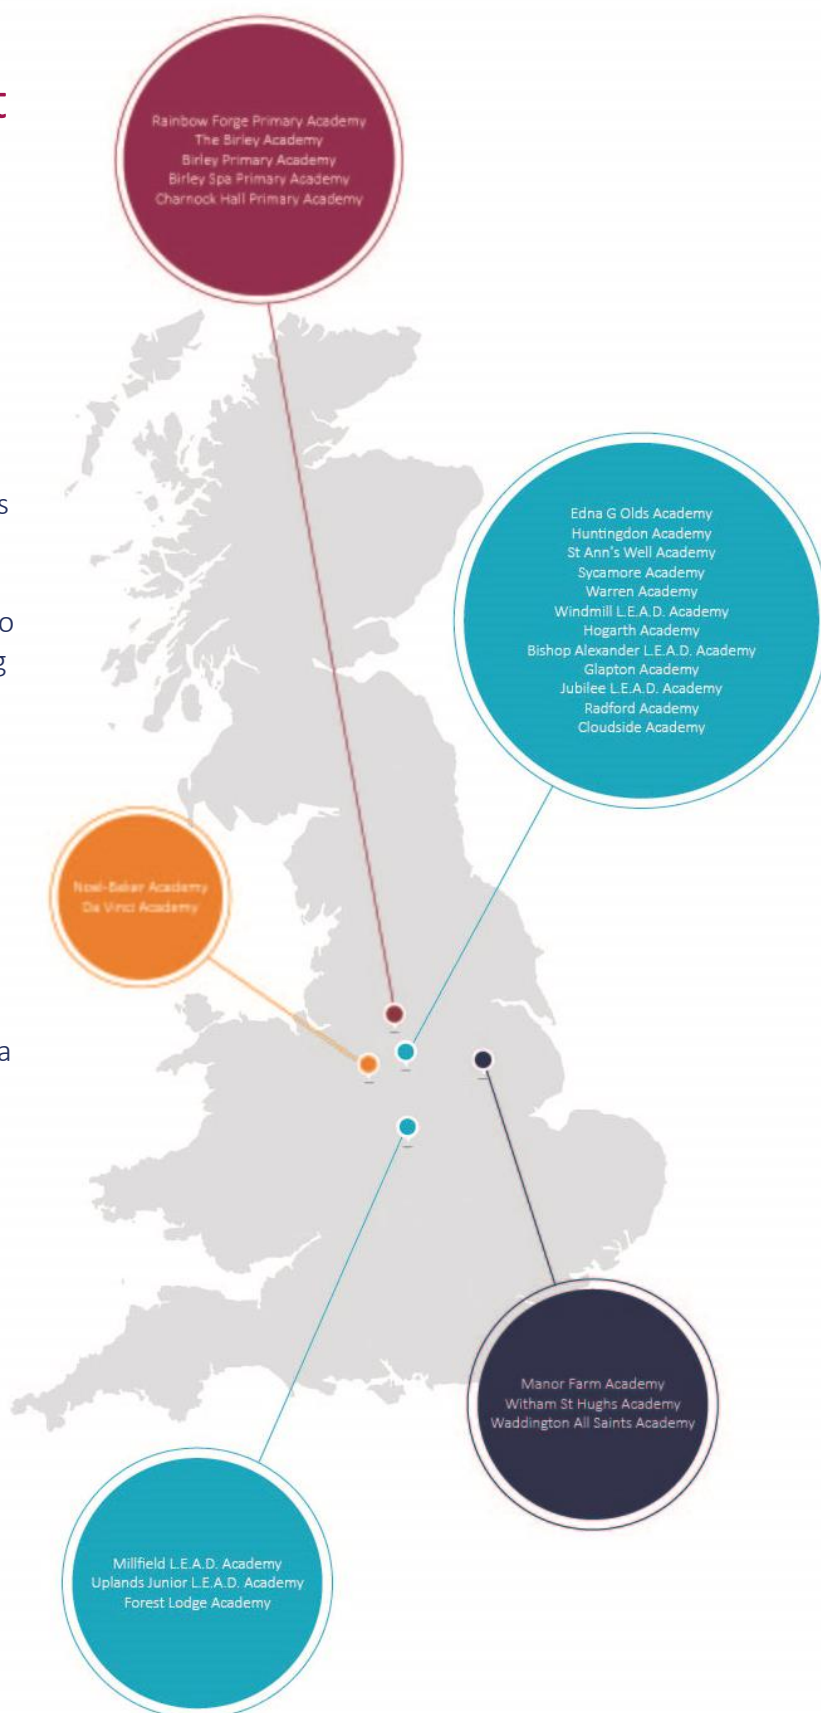 t
Rainbow Forge Primary Academy
The Birley Academy
Birley Primary Academy
Birley Spa Primary Academy
Charnock Hall Primary Academy
s
o
g
Edna G Olds Academy
Huntingdon Academy
St Ann's Well Academy
Sycamore Academy
Warren Academy
Windmill L.E.A.D. Academy
Hogarth Academy
Bishop Alexander L.E.A.D. Academy
Glapton Academy
Jubilee L.E.A.D. Academy
Radford Academy
Cloudside Academy
Noel-Baker Academy
Da Vinci Academy
a
Manor Farm Academy
Witham St Hughs Academy
Waddington All Saints Academy
Millfield L.E.A.D. Academy
Uplands Junior L.E.A.D. Academy
Forest Lodge Academy